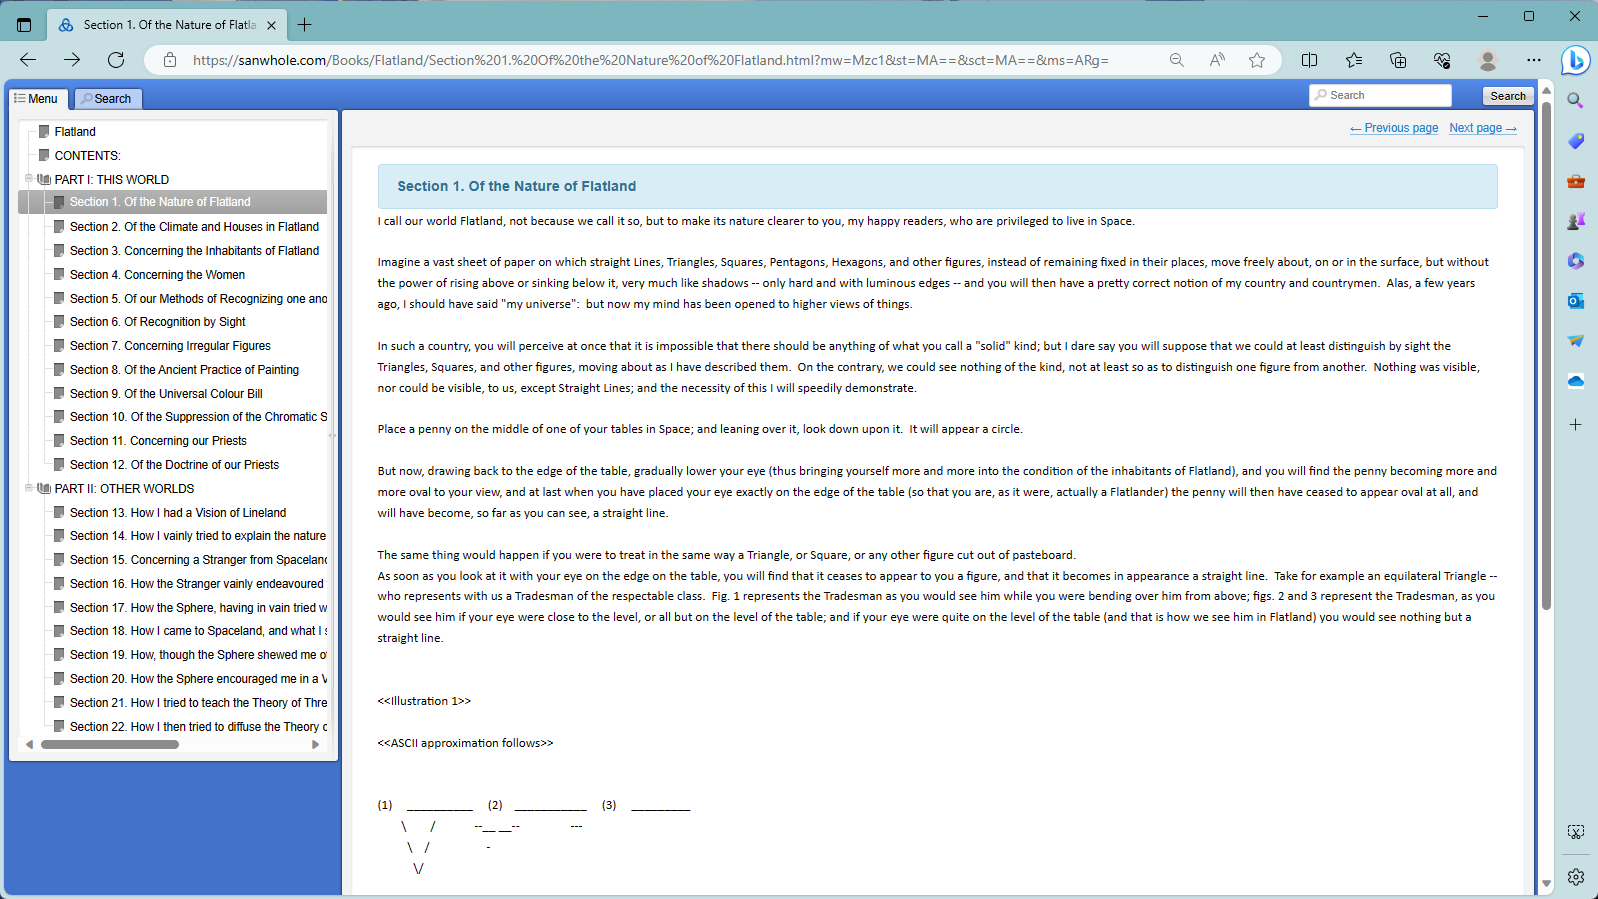 Section 1. Of the Nature of Flatla
https://sanwhole.com/Books/Flatland/Section%201.%20Of%20the%20Nature%20of%20Flatland.html?mw=Mzc1&st=MA==&sct=MA==&ms=ARg=
Menu
Search
Search
Search
← Previous page Next page →
Flatland
CONTENTS:
PART I: THIS WORLD
Section 1. Of the Nature of Flatland
Section 2. Of the Climate and Houses in Flatland
Section 3. Concerning the Inhabitants of Flatland
Section 4. Concerning the Women
Section 5. Of our Methods of Recognizing one ano
Section 6. Of Recognition by Sight
Section 7. Concerning Irregular Figures
Section 8. Of the Ancient Practice of Painting
Section 9. Of the Universal Colour Bill
Section 10. Of the Suppression of the Chromatic S
Section 11. Concerning our Priests
Section 12. Of the Doctrine of our Priests
PART II: OTHER WORLDS
Section 13. How I had a Vision of Lineland
Section 14. How I vainly tried to explain the nature
Section 15. Concerning a Stranger from Spaceland
Section 16. How the Stranger vainly endeavoured
Section 17. How the Sphere, having in vain tried w
Section 18. How I came to Spaceland, and what I s
Section 19. How, though the Sphere shewed me ot
Section 20. How the Sphere encouraged me in a V
Section 21. How I tried to teach the Theory of Thre
Section 22. How I then tried to diffuse the Theory o
Section 1. Of the Nature of Flatland
I call our world Flatland, not because we call it so, but to make its nature clearer to you, my happy readers, who are privileged to live in Space.
Imagine a vast sheet of paper on which straight Lines, Triangles, Squares, Pentagons, Hexagons, and other figures, instead of remaining fixed in their places, move freely about, on or in the surface, but without
the power of rising above or sinking below it, very much like shadows -- only hard and with luminous edges -- and you will then have a pretty correct notion of my country and countrymen.  Alas, a few years
ago, I should have said "my universe":  but now my mind has been opened to higher views of things.
In such a country, you will perceive at once that it is impossible that there should be anything of what you call a "solid" kind; but I dare say you will suppose that we could at least distinguish by sight the
Triangles, Squares, and other figures, moving about as I have described them.  On the contrary, we could see nothing of the kind, not at least so as to distinguish one figure from another.  Nothing was visible,
nor could be visible, to us, except Straight Lines; and the necessity of this I will speedily demonstrate.
Place a penny on the middle of one of your tables in Space; and leaning over it, look down upon it.  It will appear a circle.
But now, drawing back to the edge of the table, gradually lower your eye (thus bringing yourself more and more into the condition of the inhabitants of Flatland), and you will find the penny becoming more and
more oval to your view, and at last when you have placed your eye exactly on the edge of the table (so that you are, as it were, actually a Flatlander) the penny will then have ceased to appear oval at all, and
will have become, so far as you can see, a straight line.
The same thing would happen if you were to treat in the same way a Triangle, or Square, or any other figure cut out of pasteboard.
As soon as you look at it with your eye on the edge on the table, you will find that it ceases to appear to you a figure, and that it becomes in appearance a straight line.  Take for example an equilateral Triangle --
who represents with us a Tradesman of the respectable class.  Fig. 1 represents the Tradesman as you would see him while you were bending over him from above; figs. 2 and 3 represent the Tradesman, as you
would see him if your eye were close to the level, or all but on the level of the table; and if your eye were quite on the level of the table (and that is how we see him in Flatland) you would see nothing but a
straight line.
<<Illustration 1>>
<<ASCII approximation follows>>
(1)    __________    (2)    ___________    (3)    _________
\      /          --__ __--             ---
\  /               -
\/